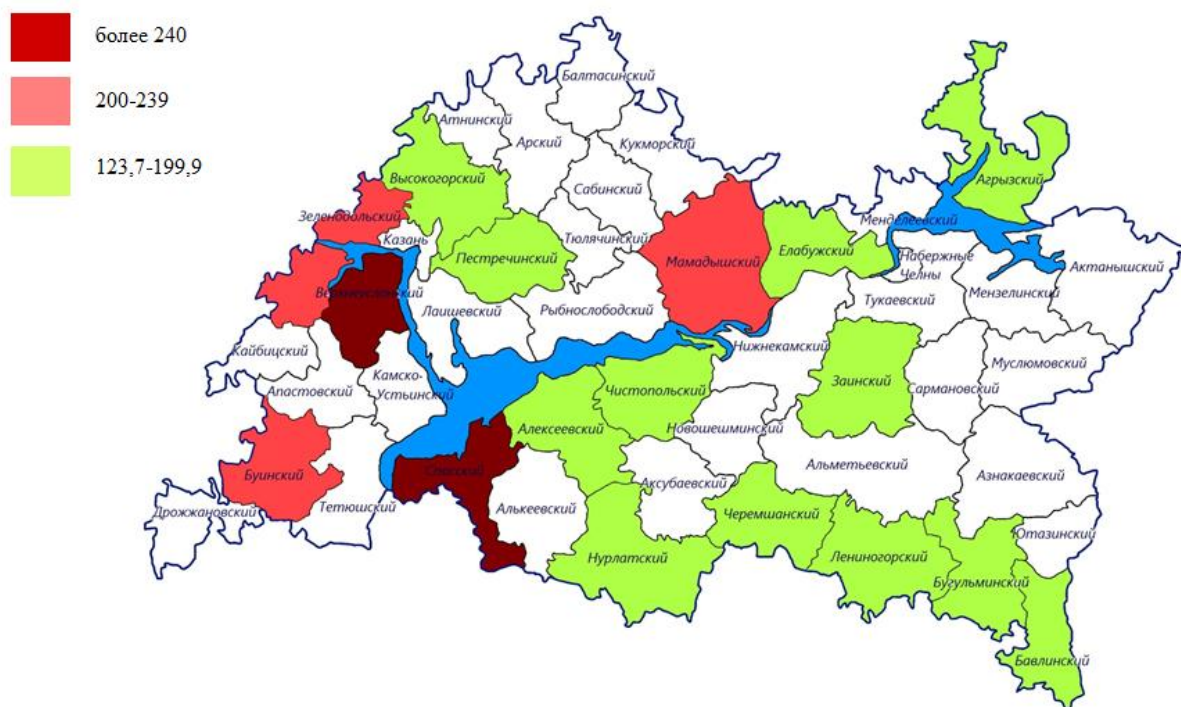 более 240
200-239
123,7-199,9
Балтасинский
Атнинский
Арский
Кукморский
Высокогорский
Сабинский
Агрызский
Зеленодольский
Казань
Тюлячинский
Менделеевский
Пестречинский
Мамадышский
Елабужский
Набержные
Челны
Актанышский
Верхнеуслонский
Лаишевский
Рыбнослободский
Тукаевский
Мензелинский
Кайбицкий
Нижнекамский
Муслюмовский
Апастовский
Камско-
Устьинский
Чистопольский
Заинский
Сармановский
Алексеевский
Новошешминский
Буинский
Спасский
Альметьевский
Азнакаевский
Аксубаевский
Дрожжановский
Тетюшский
Алькеевский
Черемшанский
Ютазинский
Нурлатский
Лениногорский
Бугульминский
Бавлинский